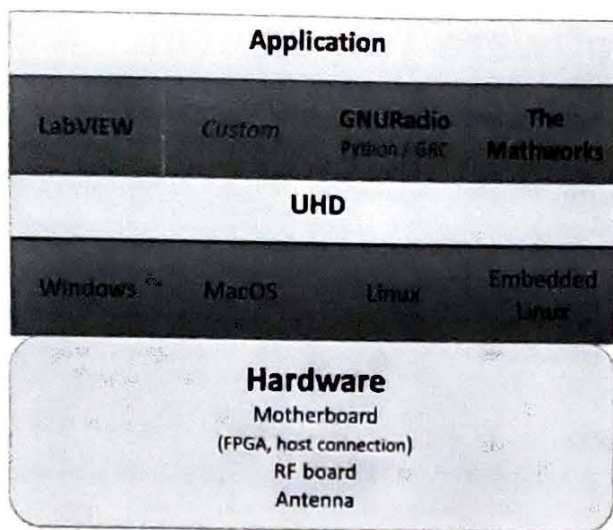 Application
LabVIEW
Custom
GNURadio
Python / GRC
The
Mathworks
UHD
Windows
MacOS
Linux
Embedded
Linux
Hardware
Motherboard
(FPGA, host connection)
RF board
Antenna